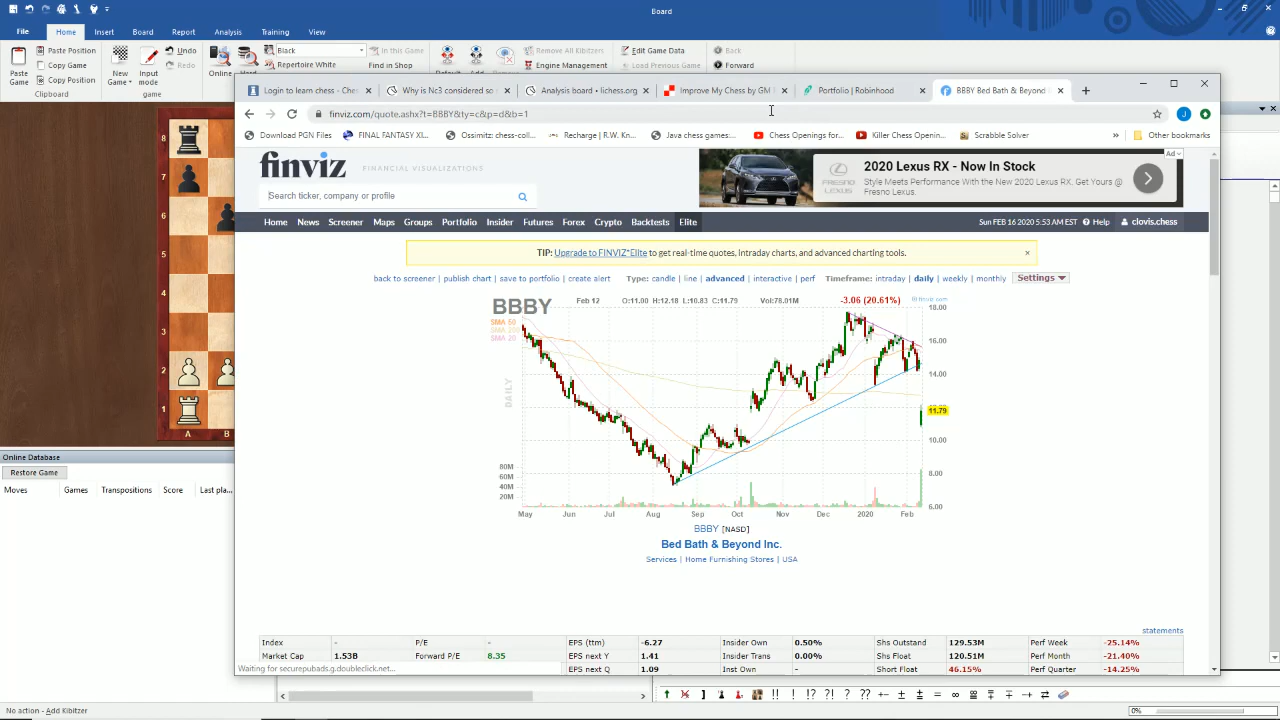 Board
File Home Insert Board Report Analysis Training View
Paste Game
Paste Position
Copy Game
Copy Position
Clipboard
New Game
Input mode
Undo
Redo
game
Online
Black
Repertoire White
In this Game
Find in Shop
Remove All Kibitzers
Engine Management
Edit Game Data
Load Previous Game
Back
Forward
Login to learn chess - Che
Why is Nc3 considered so
Analysis board • lichess.org
Improve My Chess by GM I
Portfolio | Robinhood
BBBY Bed Bath & Beyond
finviz.com/quote.ashx?t=BBBY&ty=c&p=d&b=1
J
Download PGN Files
FINAL FANTASY XI...
Ossimitz: chess-coll...
Recharge | R.W. Kn...
Java chess games:...
Chess Openings for...
Killer Chess Openin...
Scrabble Solver
»
Other bookmarks
finviz FINANCIAL VISUALIZATIONS
Search ticker, company or profile
Ad
2020 Lexus RX - Now In Stock
Style Meets Performance With the New 2020 Lexus RX. Get Yours @
Fresno Lexus.
LEXUS
FRESNO
LEXUS
Home News Screener Maps Groups Portfolio Insider Futures Forex Crypto Backtests Elite
Sun FEB 16 2020 5:53 AM EST Help clovis.chess
TIP: Upgrade to FINVIZ*Elite to get real-time quotes, intraday charts, and advanced charting tools. ×
back to screener | publish chart | save to portfolio | create alert
Type: candle | line | advanced | interactive | perf
Timeframe: intraday | daily | weekly | monthly
Settings
BBBY Feb 12 O:11.00 H:12.18 L:10.83 C:11.79 Vol:78.01M -3.06 (20.61%) © finviz.com
SMA 50
SMA 200
SMA 20
DAILY
18.00
16.00
14.00
11.79
10.00
8.00
6.00
80M
60M
40M
20M
May Jun Jul Aug Sep Oct Nov Dec 2020 Feb
BBBY [NASD]
Bed Bath & Beyond Inc.
Services | Home Furnishing Stores | USA
statements
Index - P/E - EPS (ttm) -6.27 Insider Own 0.50% Shs Outstand 129.53M Perf Week -25.14%
Market Cap 1.53B Forward P/E 8.35 EPS next Y 1.41 Insider Trans 0.00% Shs Float 120.51M Perf Month -21.40%
EPS next Q 1.09 Inst Own - Short Float 46.15% Perf Quarter -14.25%
Waiting for securepubads.g.doubleclick.net...
8
7
6
5
4
3
2
1
A B
Online Database
Restore Game
Moves Games Transpositions Score Last pla...
!! ! !? ?! ? ??
No action - Add Kibitzer
0%